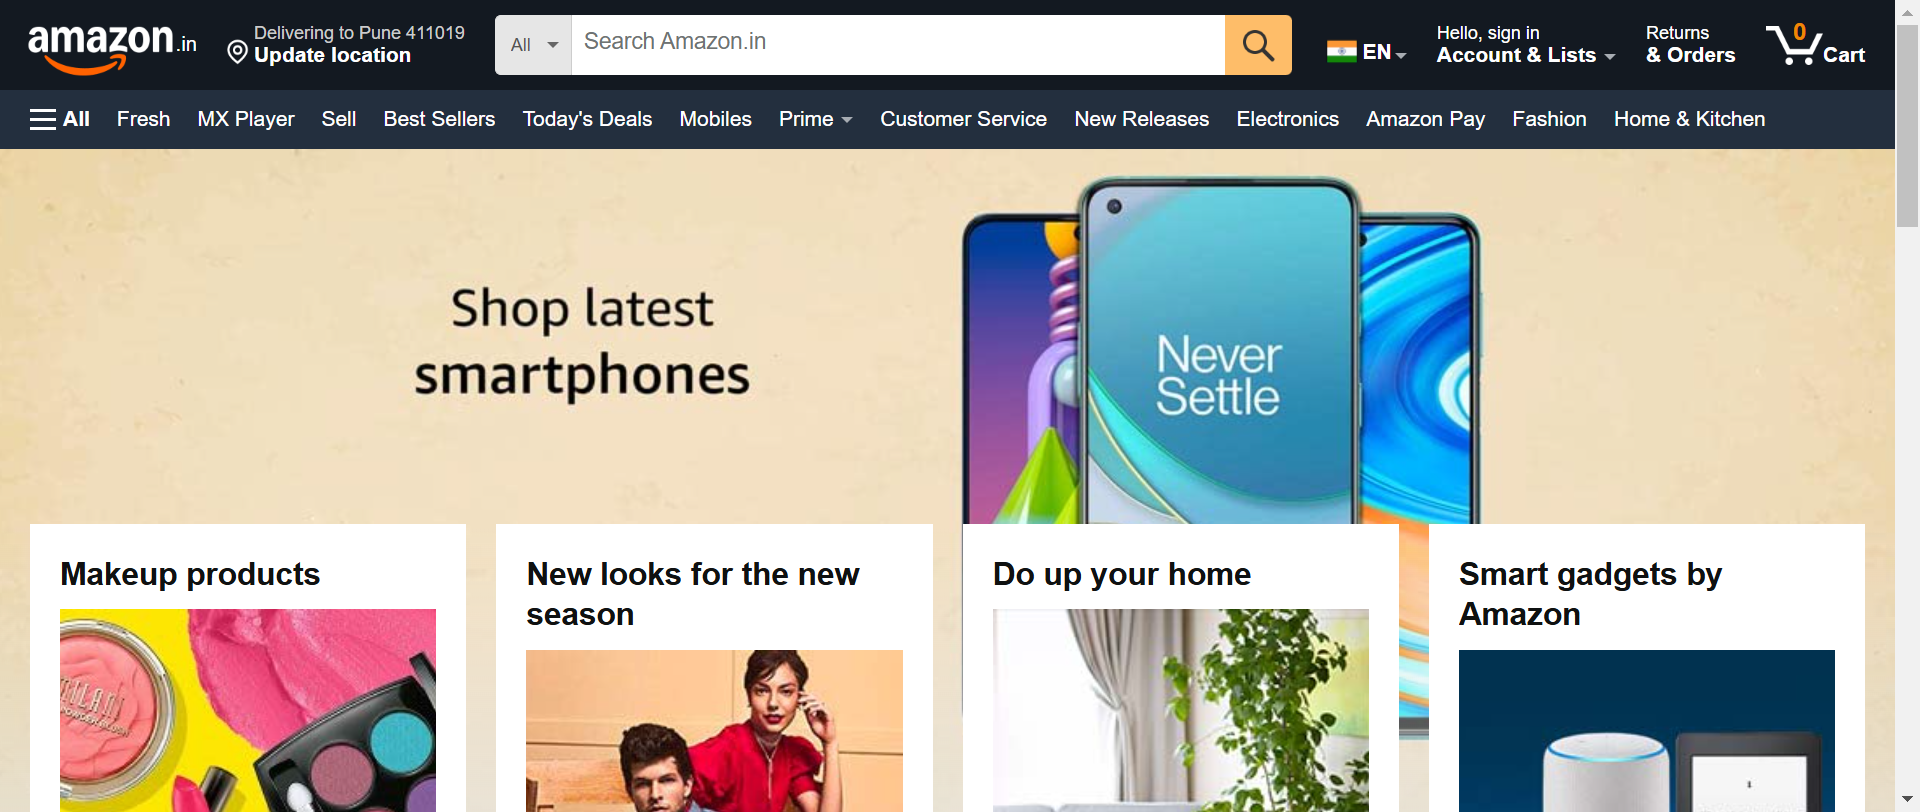 amazon.in
Delivering to Pune 411019
Update location
All
Search Amazon.in
EN
Hello, sign in
Account & Lists
Returns
& Orders
0
Cart
All
Fresh
MX Player
Sell
Best Sellers
Today's Deals
Mobiles
Prime
Customer Service
New Releases
Electronics
Amazon Pay
Fashion
Home & Kitchen
Shop latest
smartphones
Never
Settle
Makeup products
New looks for the new
season
Do up your home
Smart gadgets by
Amazon
MILANI
POWDER BLUSH